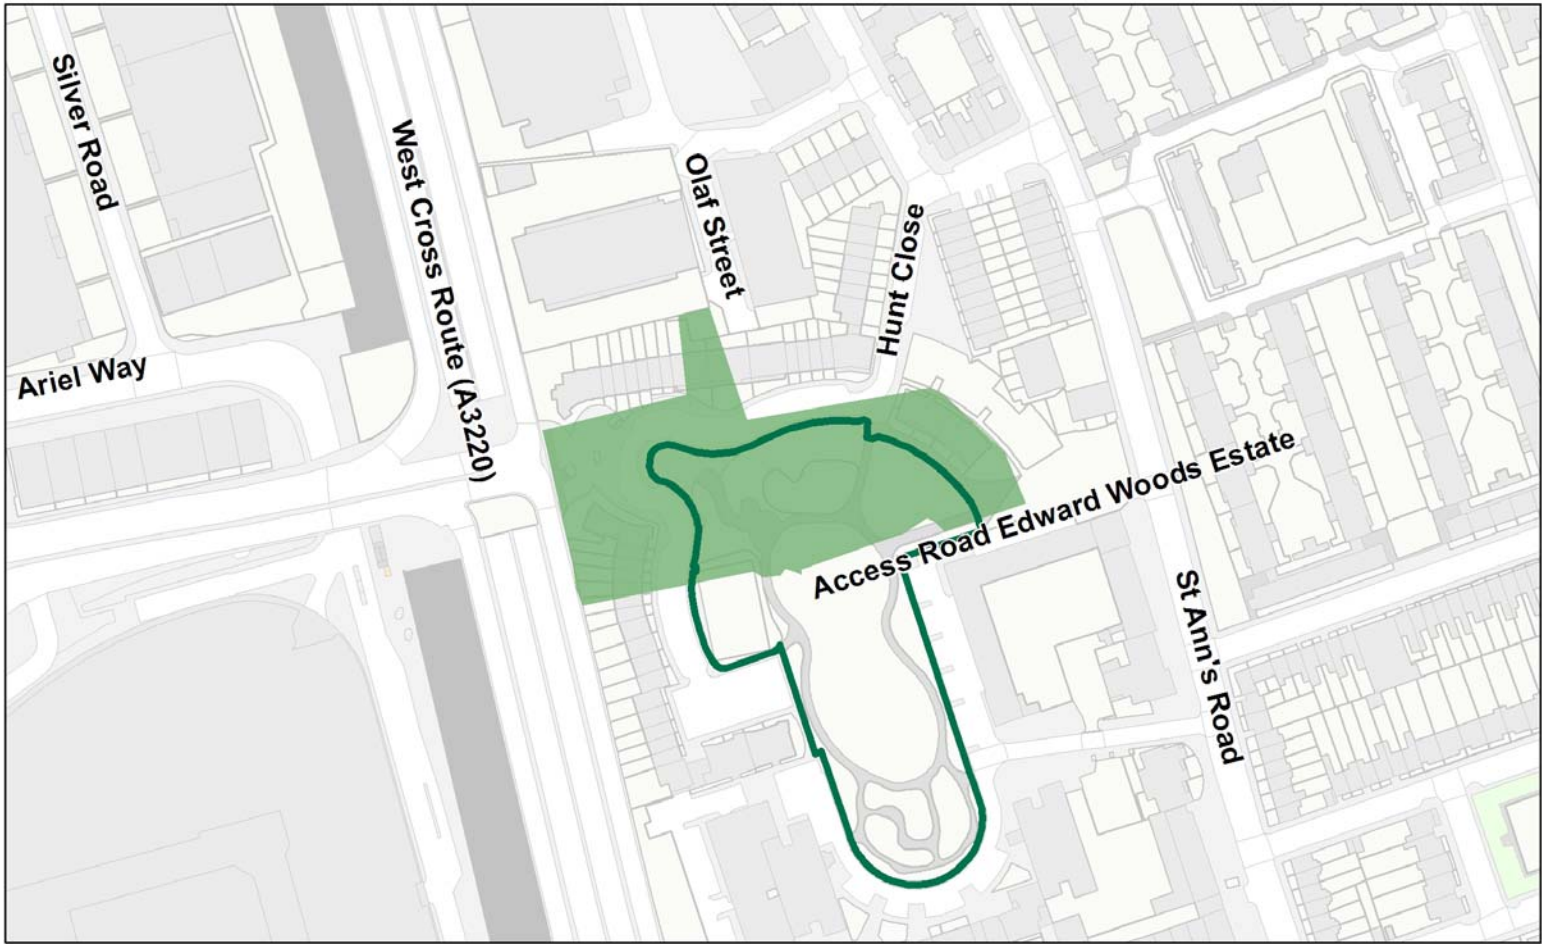 Silver Road
West Cross Route (A3220)
Olaf Street
Hunt Close
Ariel Way
Access Road Edward Woods Estate
St Ann's Road